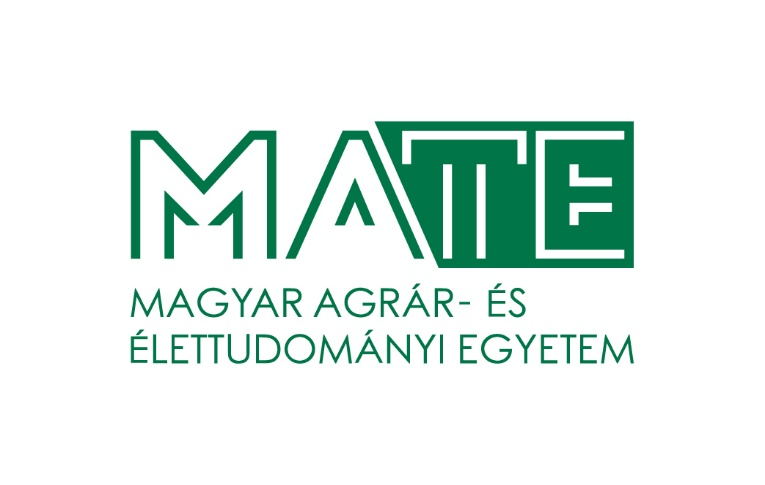 MATE
MAGYAR AGRÁR- ÉS
ÉLETTUDOMÁNYI EGYETEM